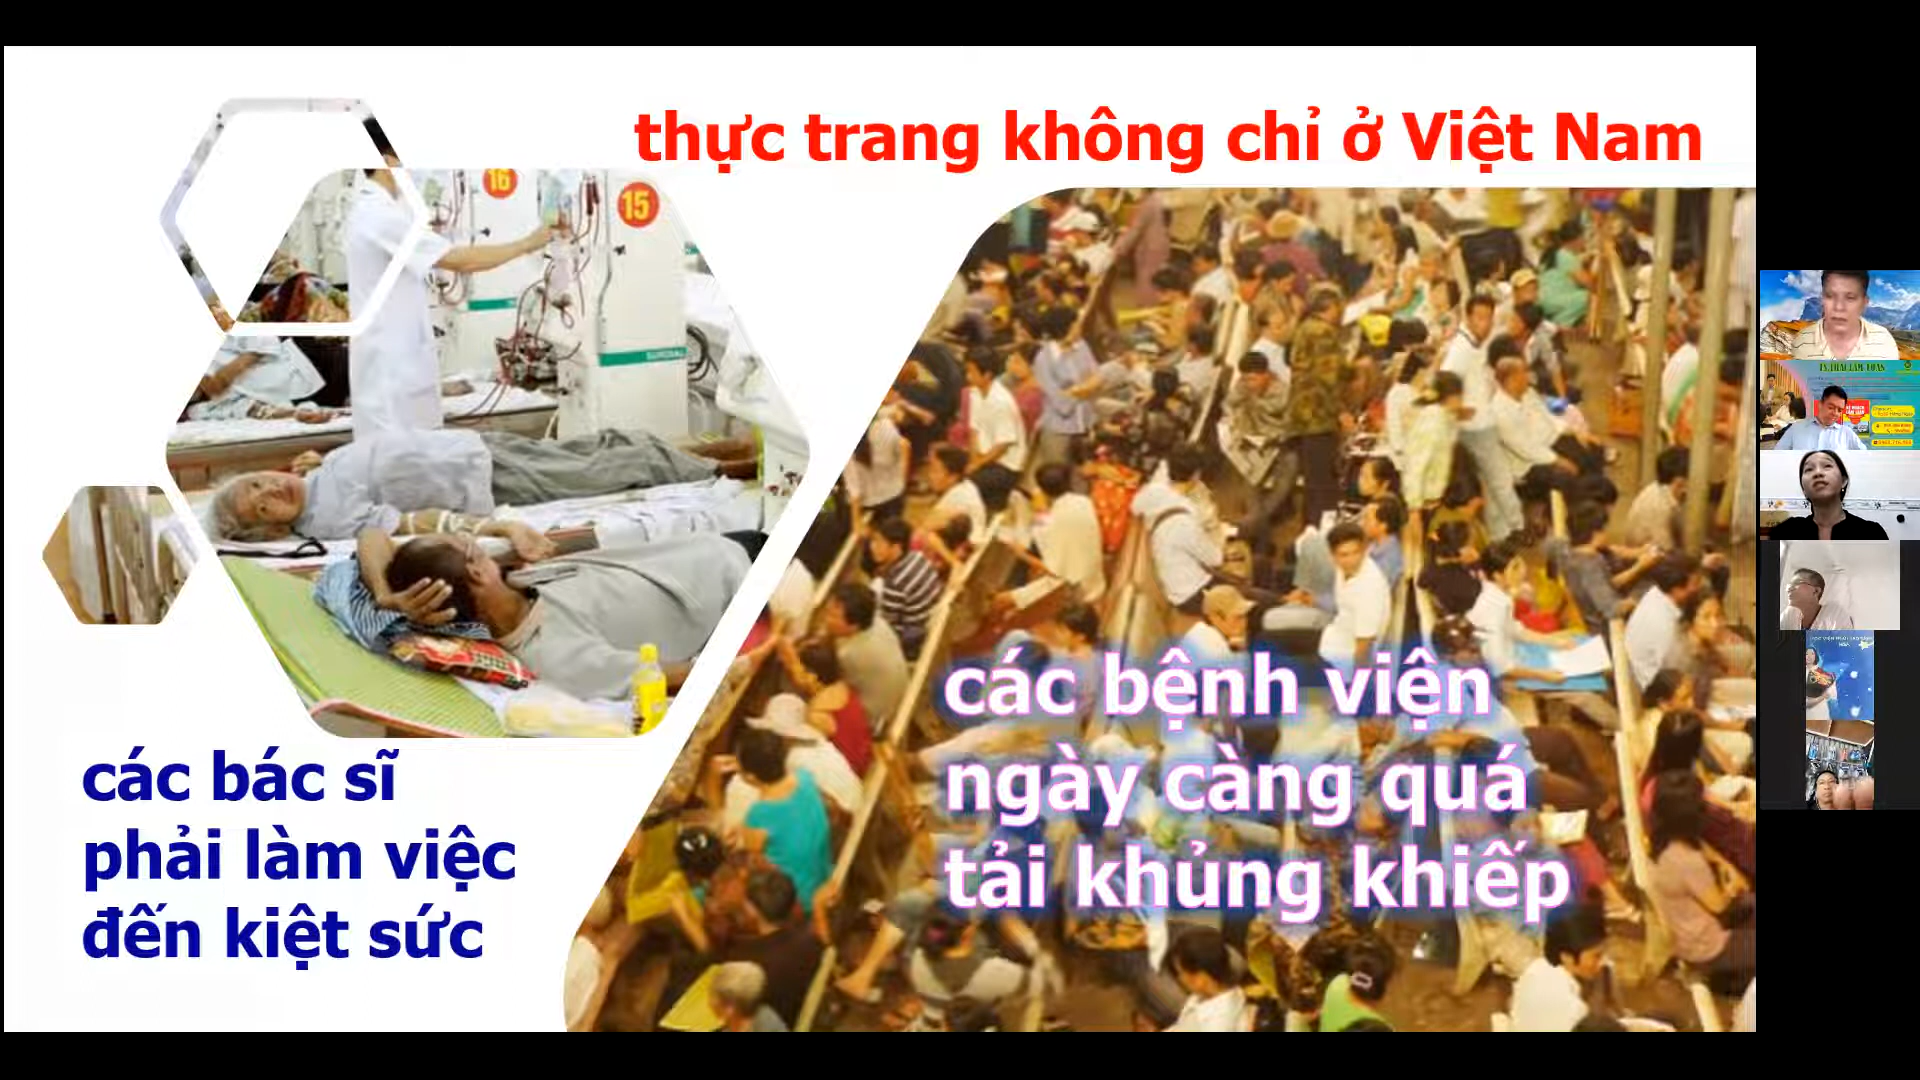 thực trang không chỉ ở Việt Nam
16
15
các bệnh viện
ngày càng quá
tải khủng khiếp
các bác sĩ
phải làm việc
đến kiệt sức